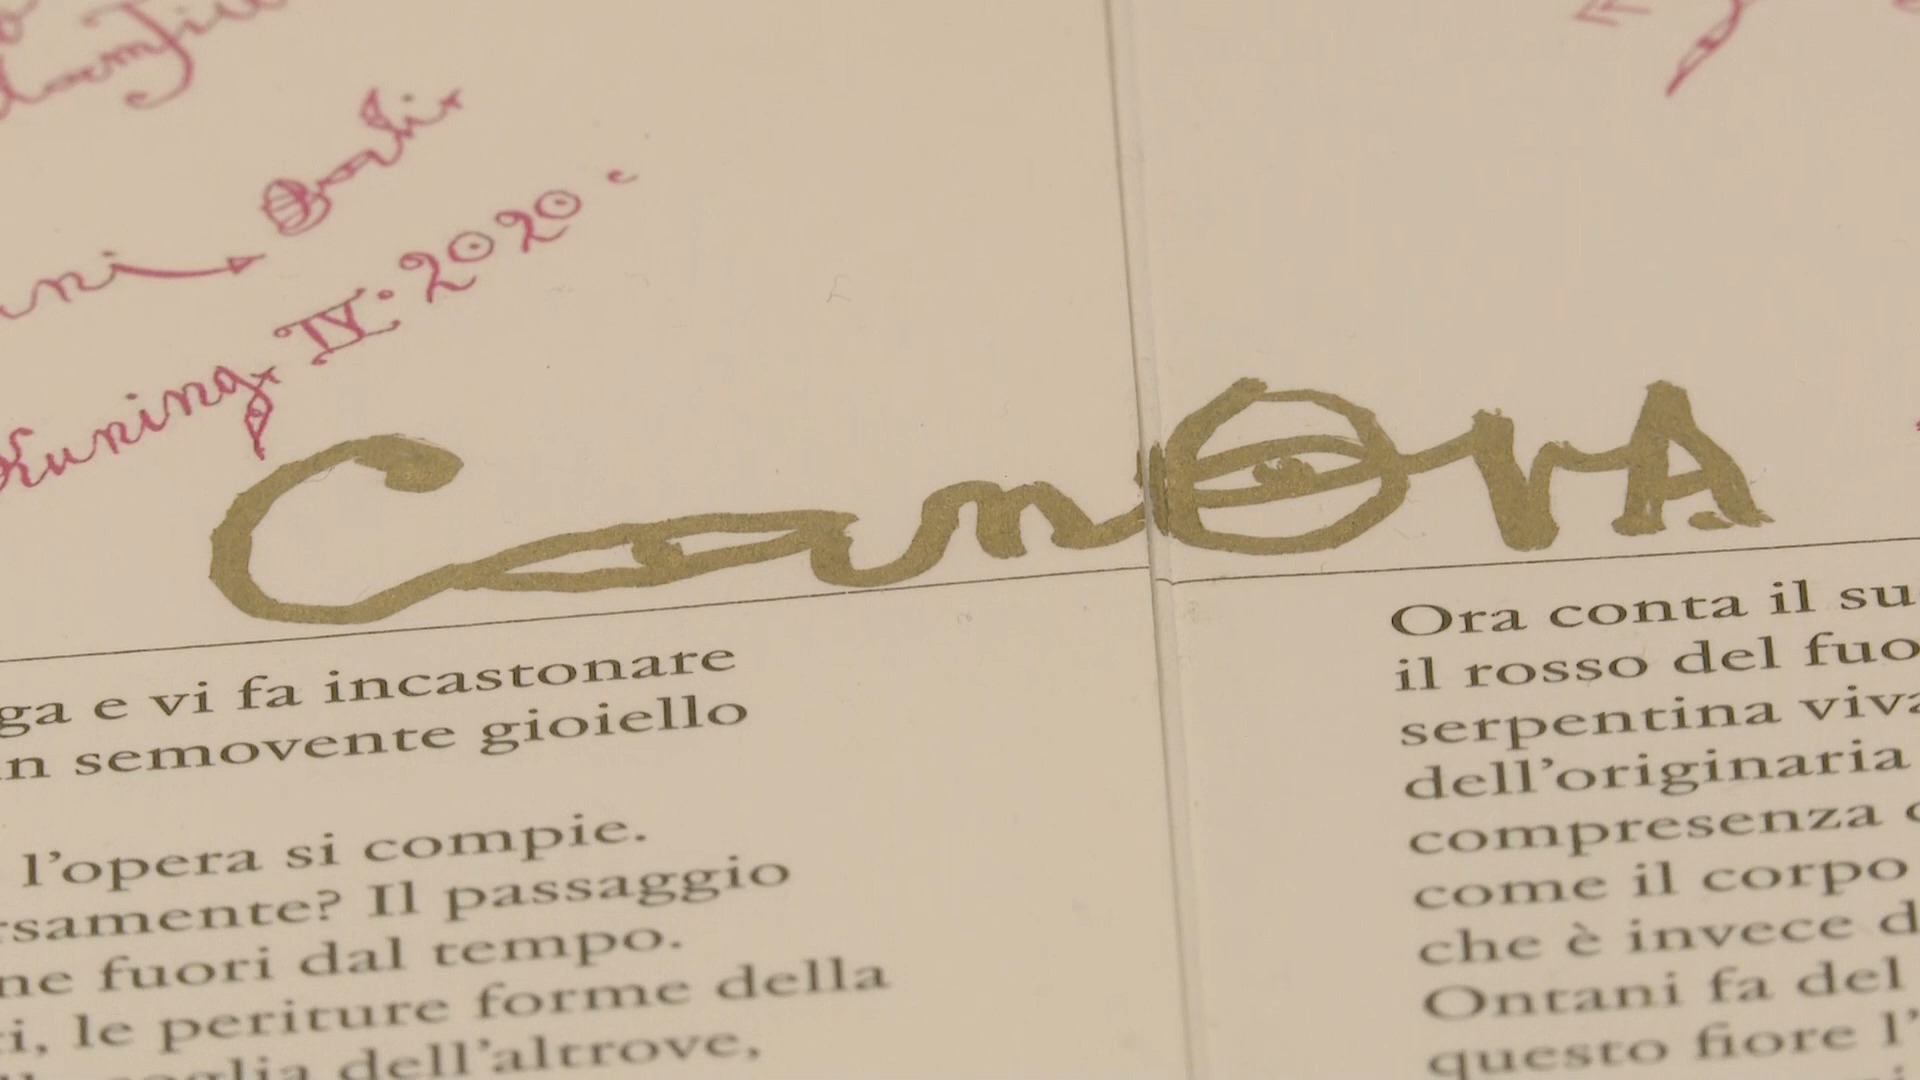 Bali.
Kuning. IV: 2020.
CanOvA
ga e vi fa incastonare
n semovente gioiello
l’opera si compie.
rsamente? Il passaggio
ne fuori dal tempo.
i, le periture forme della
dell’altrove,
Ora conta il su
il rosso del fuo
serpentina viva
dell’originaria
compresenza
come il corpo
che è invece d
Ontani fa del
questo fiore l’